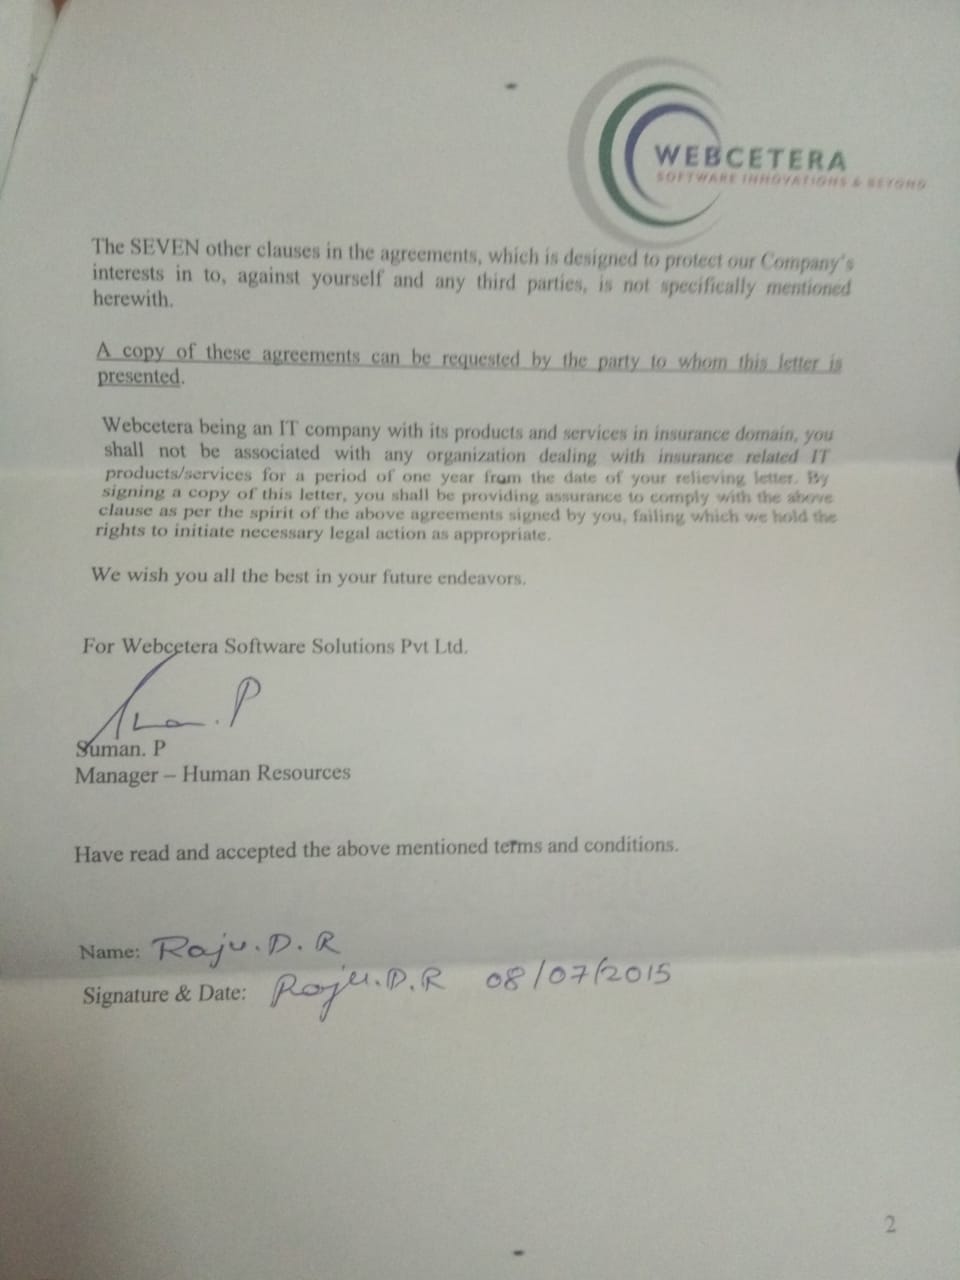 WEBCETERA
SOFTWARE INNOVATIONS & BEYOND
The SEVEN other clauses in the agreements, which is designed to protect our Company's
interests in to, against yourself and any third parties, is not specifically mentioned
herewith.
A copy of these agreements can be requested by the party to whom this letter is
presented.
Webcetera being an IT company with its products and services in insurance domain, you
shall not be associated with any organization dealing with insurance related IT
products/services for a period of one year from the date of your relieving letter. By
signing a copy of this letter, you shall be providing assurance to comply with the above
clause as per the spirit of the above agreements signed by you, failing which we hold the
rights to initiate necessary legal action as appropriate.
We wish you all the best in your future endeavors.
For Webcetera Software Solutions Pvt Ltd.
Suman. P
Suman. P
Manager – Human Resources
Have read and accepted the above mentioned terms and conditions.
Name: Raju. D. R
Signature & Date: Raju. D. R 08/07/2015
2